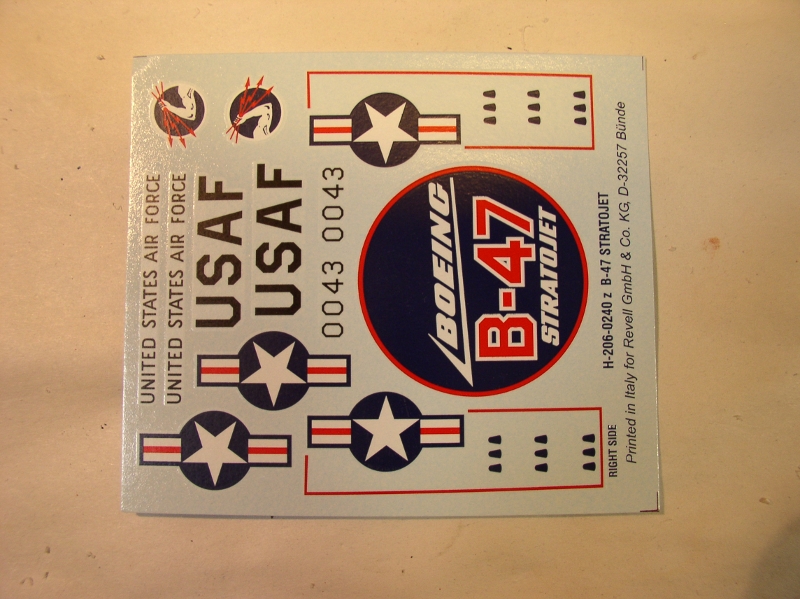 UNITED STATES AIR FORCE
UNITED STATES AIR FORCE
USAF
USAF
0043 0043
BOEING
B-47
STRATOJET
RIGHT SIDE
H-206-0240 z B-47 STRATOJET
Printed in Italy for Revell GmbH & Co. KG, D-32257 Bünde